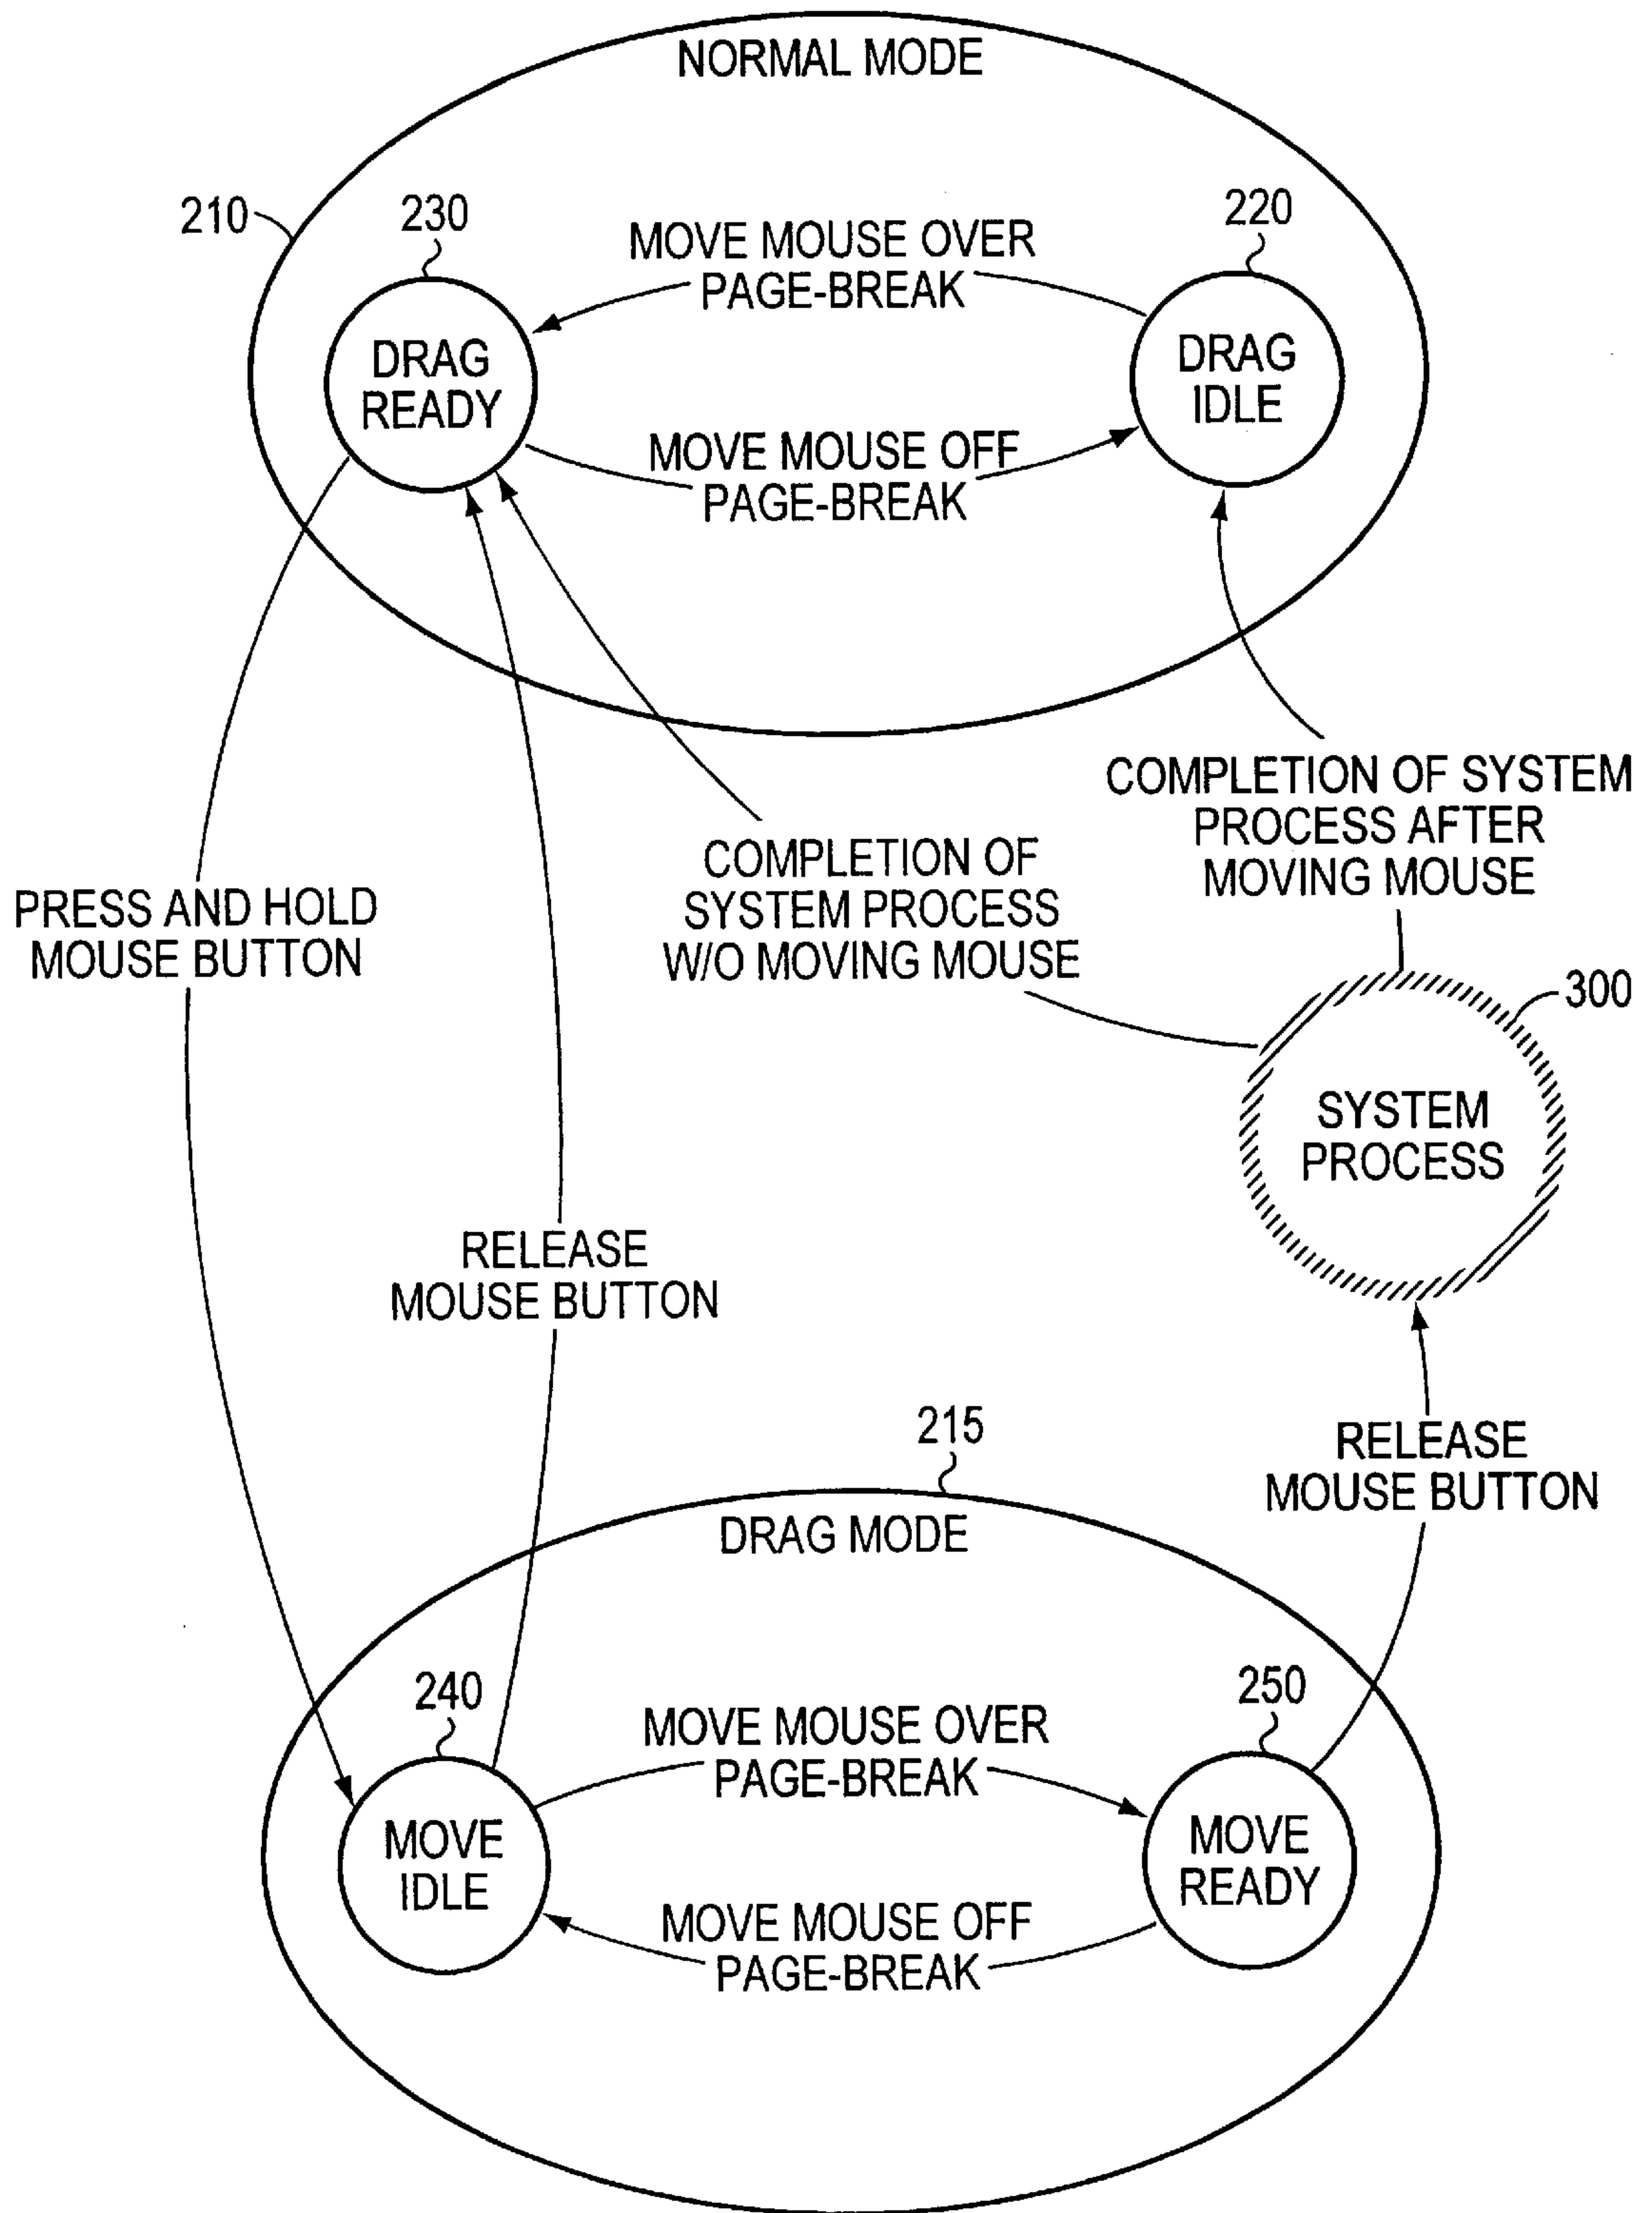 NORMAL MODE
210
230
220
MOVE MOUSE OVER
PAGE-BREAK
DRAG
READY
DRAG
IDLE
MOVE MOUSE OFF
PAGE-BREAK
COMPLETION OF SYSTEM
PROCESS AFTER
MOVING MOUSE
COMPLETION OF
SYSTEM PROCESS
W/O MOVING MOUSE
PRESS AND HOLD
MOUSE BUTTON
300
SYSTEM
PROCESS
RELEASE
MOUSE BUTTON
215
RELEASE
MOUSE BUTTON
DRAG MODE
240
250
MOVE MOUSE OVER
PAGE-BREAK
MOVE
IDLE
MOVE
READY
MOVE MOUSE OFF
PAGE-BREAK